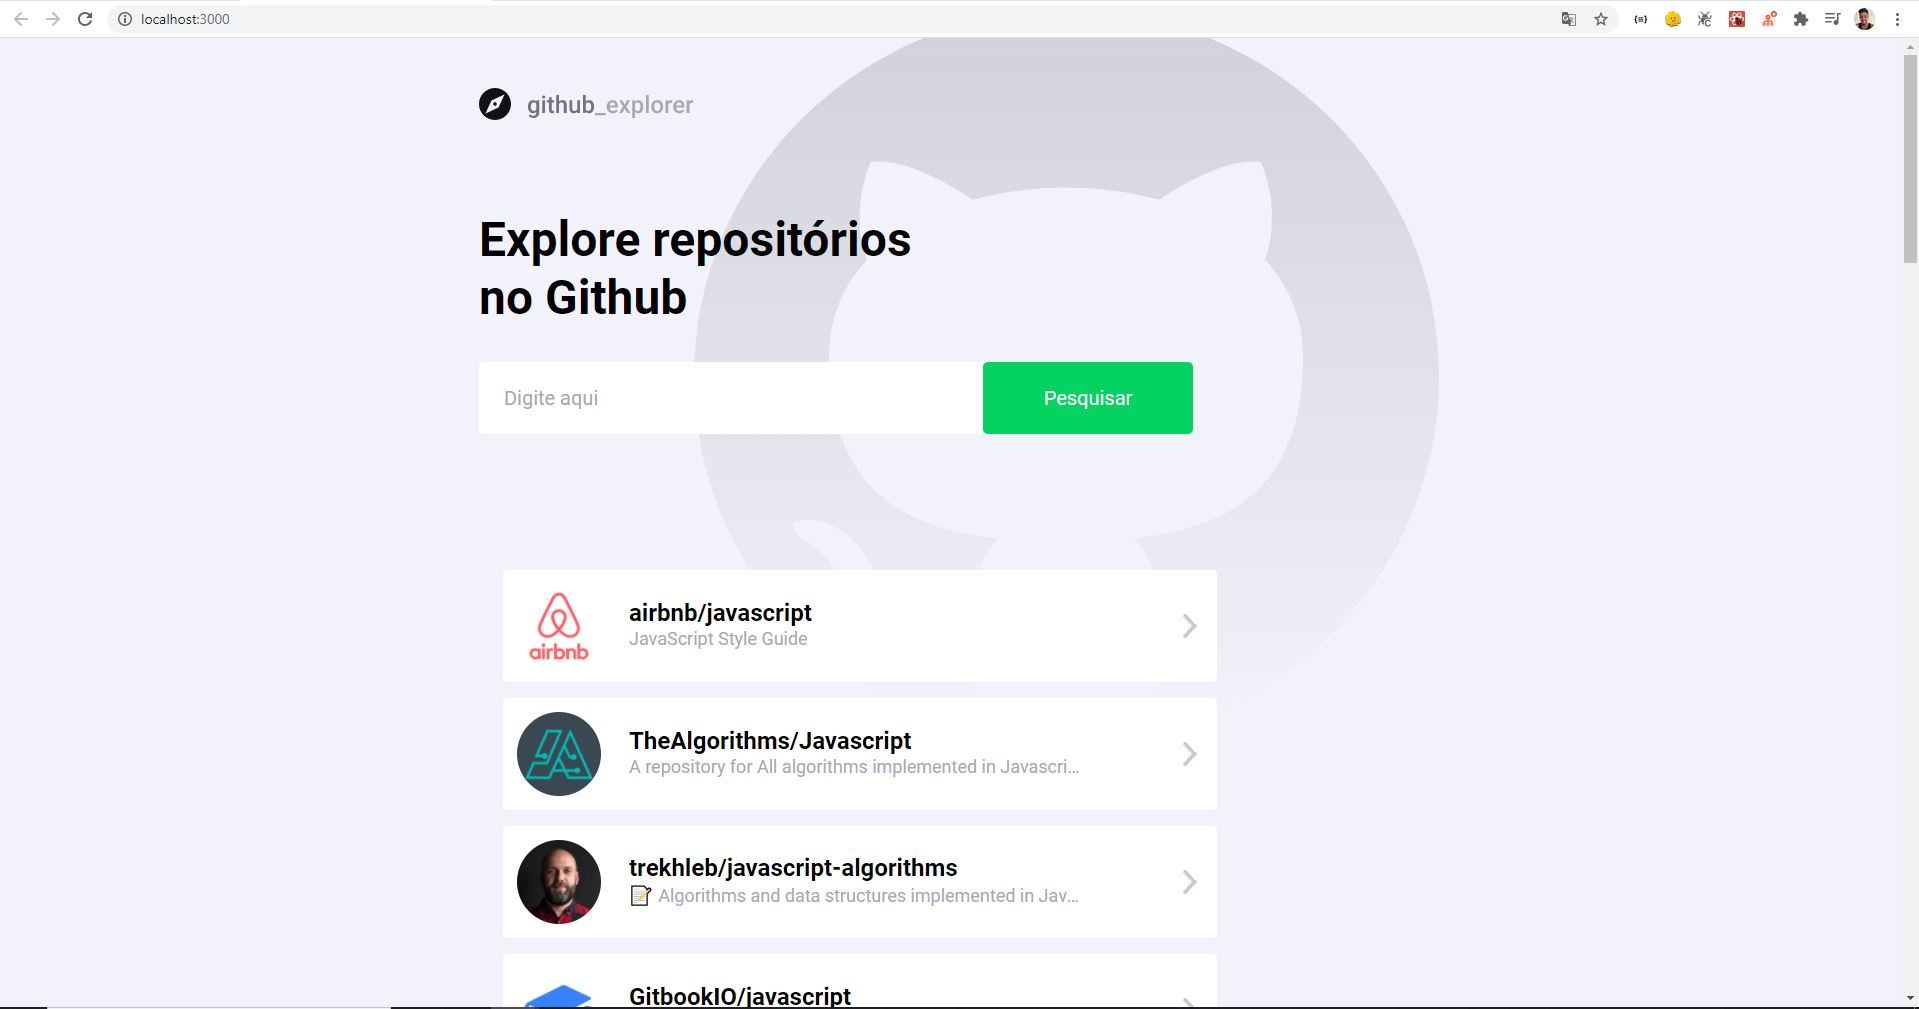 localhost:3000
github_explorer
Explore repositórios
no Github
Digite aqui
Pesquisar
airbnb
airbnb/javascript
JavaScript Style Guide
TheAlgorithms/Javascript
A repository for All algorithms implemented in Javascri...
trekhleb/javascript-algorithms
📝 Algorithms and data structures implemented in Jav...
GitbookIO/javascript